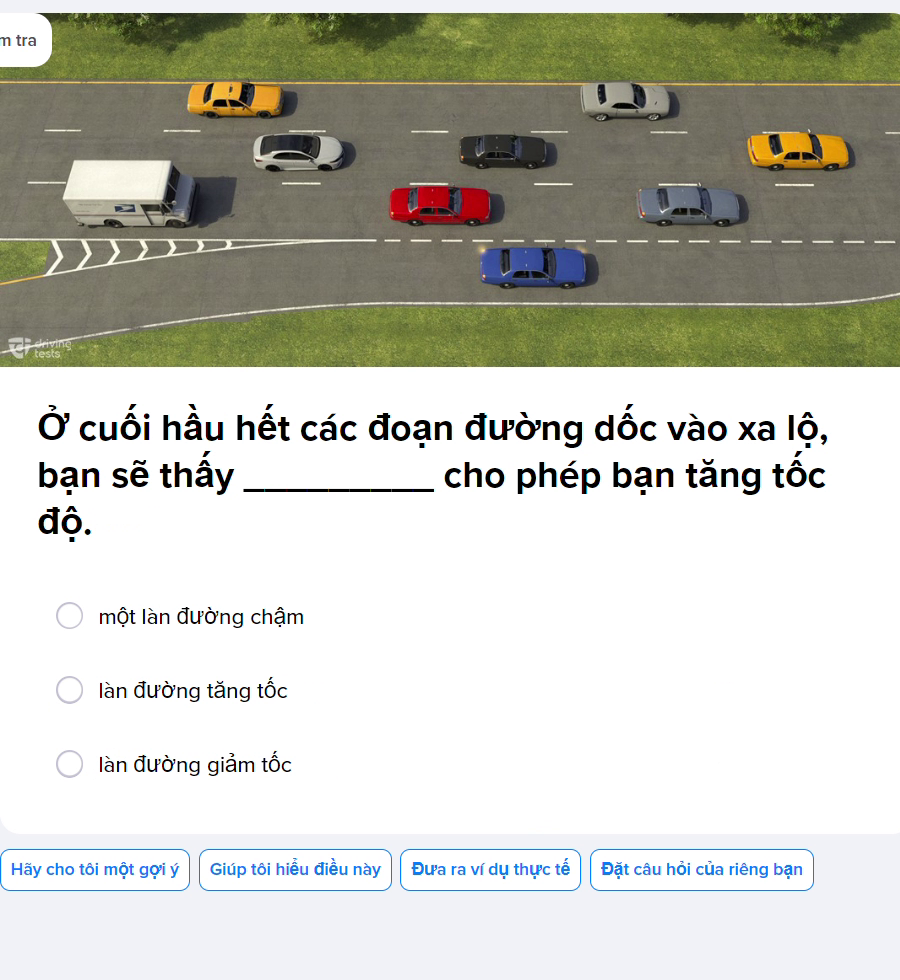 m tra
driving
tests
Ở cuối hầu hết các đoạn đường dốc vào xa lộ,
bạn sẽ thấy __________ cho phép bạn tăng tốc
độ.
một làn đường chậm
làn đường tăng tốc
làn đường giảm tốc
Hãy cho tôi một gợi ý Giúp tôi hiểu điều này Đưa ra ví dụ thực tế Đặt câu hỏi của riêng bạn